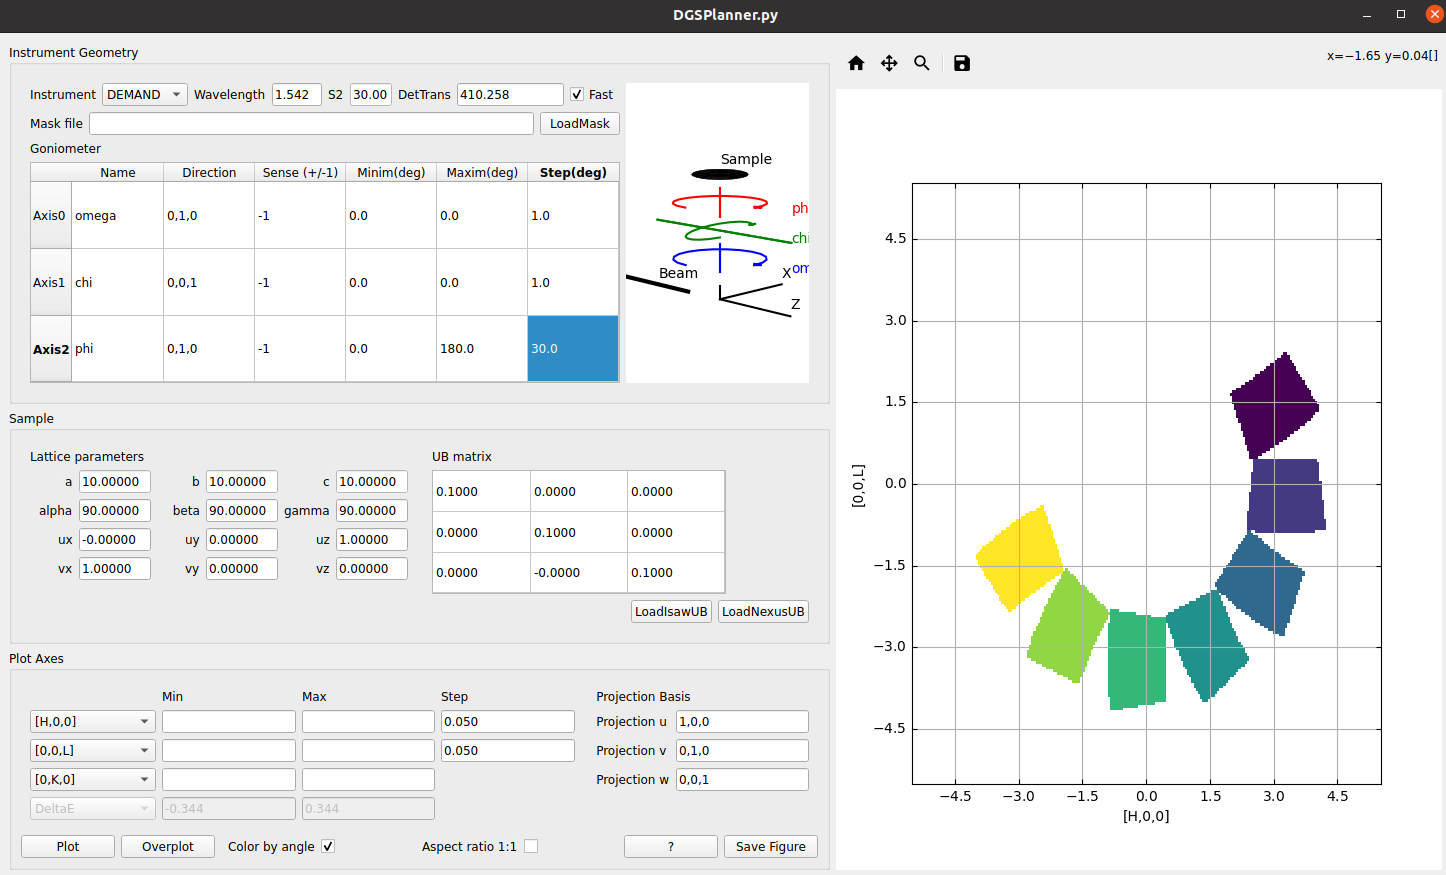 DGSPlanner.py
Instrument Geometry
Instrument DEMAND Wavelength 1.542 S2 30.00 DetTrans 410.258 Fast
Mask file LoadMask
Goniometer
Name Direction Sense (+/-1) Minim(deg) Maxim(deg) Step(deg)
Axis0 omega 0,1,0 -1 0.0 0.0 1.0
Axis1 chi 0,0,1 -1 0.0 0.0 1.0
Axis2 phi 0,1,0 -1 0.0 180.0 30.0
Sample
ph
chi
om
Beam
X
Z
Sample
Lattice parameters
a 10.00000 b 10.00000 c 10.00000
alpha 90.00000 beta 90.00000 gamma 90.00000
ux -0.00000 uy 0.00000 uz 1.00000
vx 1.00000 vy 0.00000 vz 0.00000
UB matrix
0.1000 0.0000 0.0000
0.0000 0.1000 0.0000
0.0000 -0.0000 0.1000
LoadIsawUB LoadNexusUB
Plot Axes
Min Max Step Projection Basis
[H,0,0] 0.050 Projection u 1,0,0
[0,0,L] 0.050 Projection v 0,1,0
[0,K,0] Projection w 0,0,1
DeltaE -0.344 0.344
Plot Overplot Color by angle Aspect ratio 1:1 ? Save Figure
x=−1.65 y=0.04[]
4.5
3.0
1.5
0.0
−1.5
−3.0
−4.5
[0,0,L]
−4.5 −3.0 −1.5 0.0 1.5 3.0 4.5
[H,0,0]